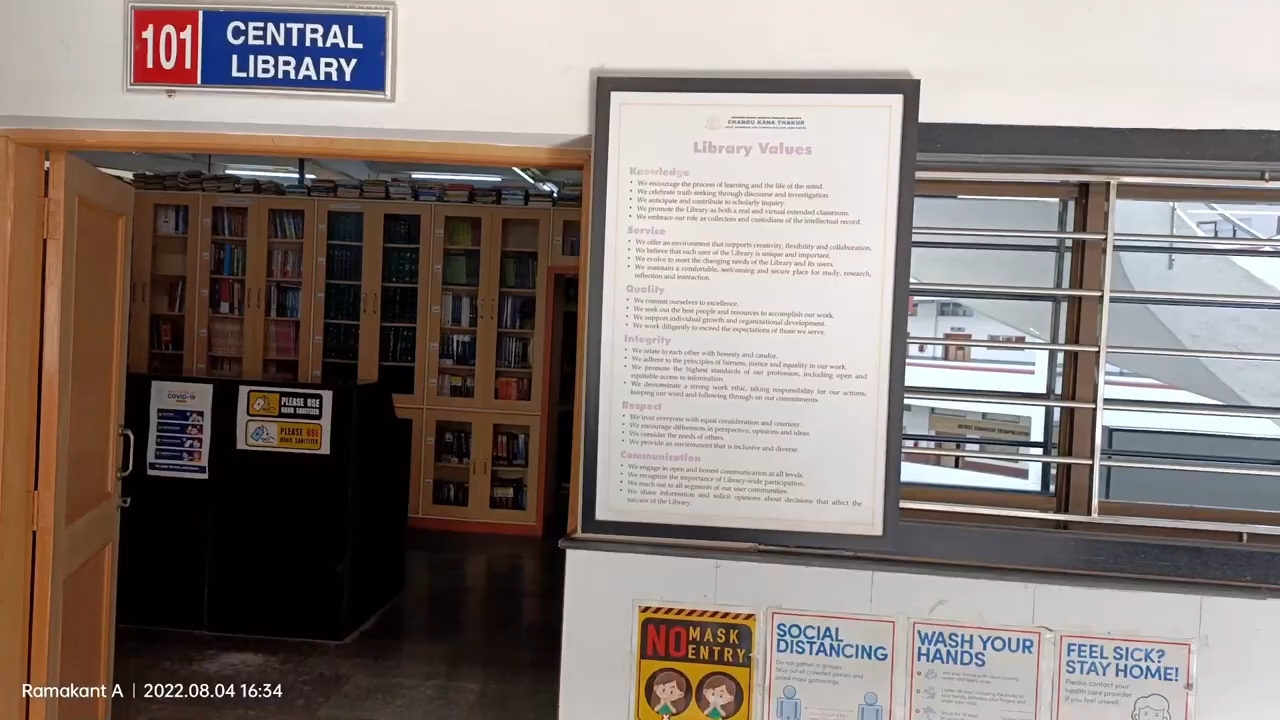 101
CENTRAL
LIBRARY
CHANGU KANA THAKUR
Library Values
Knowledge
• We encourage the process of learning and the life of the mind.
• We celebrate truth seeking through discourse and investigation.
• We anticipate and contribute to scholarly inquiry.
• We promote the Library as both a real and virtual extended classroom.
• We embrace our role as collectors and custodians of the intellectual record.
Service
• We offer an environment that supports creativity, flexibility and collaboration.
• We believe that each user of the Library is unique and important.
• We evolve to meet the changing needs of the Library and its users.
• We maintain a comfortable, welcoming and secure place for study, research,
reflection and interaction.
Quality
• We commit ourselves to excellence.
• We seek out the best people and resources to accomplish our work.
• We support individual growth and organizational development.
• We work diligently to exceed the expectations of those we serve.
Integrity
• We relate to each other with honesty and candor.
• We adhere to the principles of fairness, justice and equality in our work.
• We promote the highest standards of our profession, including open and
equitable access to information.
• We demonstrate a strong work ethic, taking responsibility for our actions,
keeping our word and following through on our commitments.
Respect
• We treat everyone with equal consideration and courtesy.
• We encourage differences in perspective, opinions and ideas.
• We consider the needs of others.
• We provide an environment that is inclusive and diverse.
Communication
• We engage in open and honest communication at all levels.
• We recognize the importance of Library-wide participation.
• We reach out to all segments of our user communities.
• We share information and solicit opinions about decisions that affect the
success of the Library.
COVID-19
PLEASE USE
HAND SANITIZER
PLEASE USE
HAND SANITIZER
NO MASK
ENTRY
SOCIAL
DISTANCING
Do not gather in groups.
Stay out of crowded places and
avoid mass gatherings.
WASH YOUR
HANDS
FEEL SICK?
STAY HOME!
Please contact your
health care provider
if you feel unwell.
Ramakant A | 2022.08.04 16:34